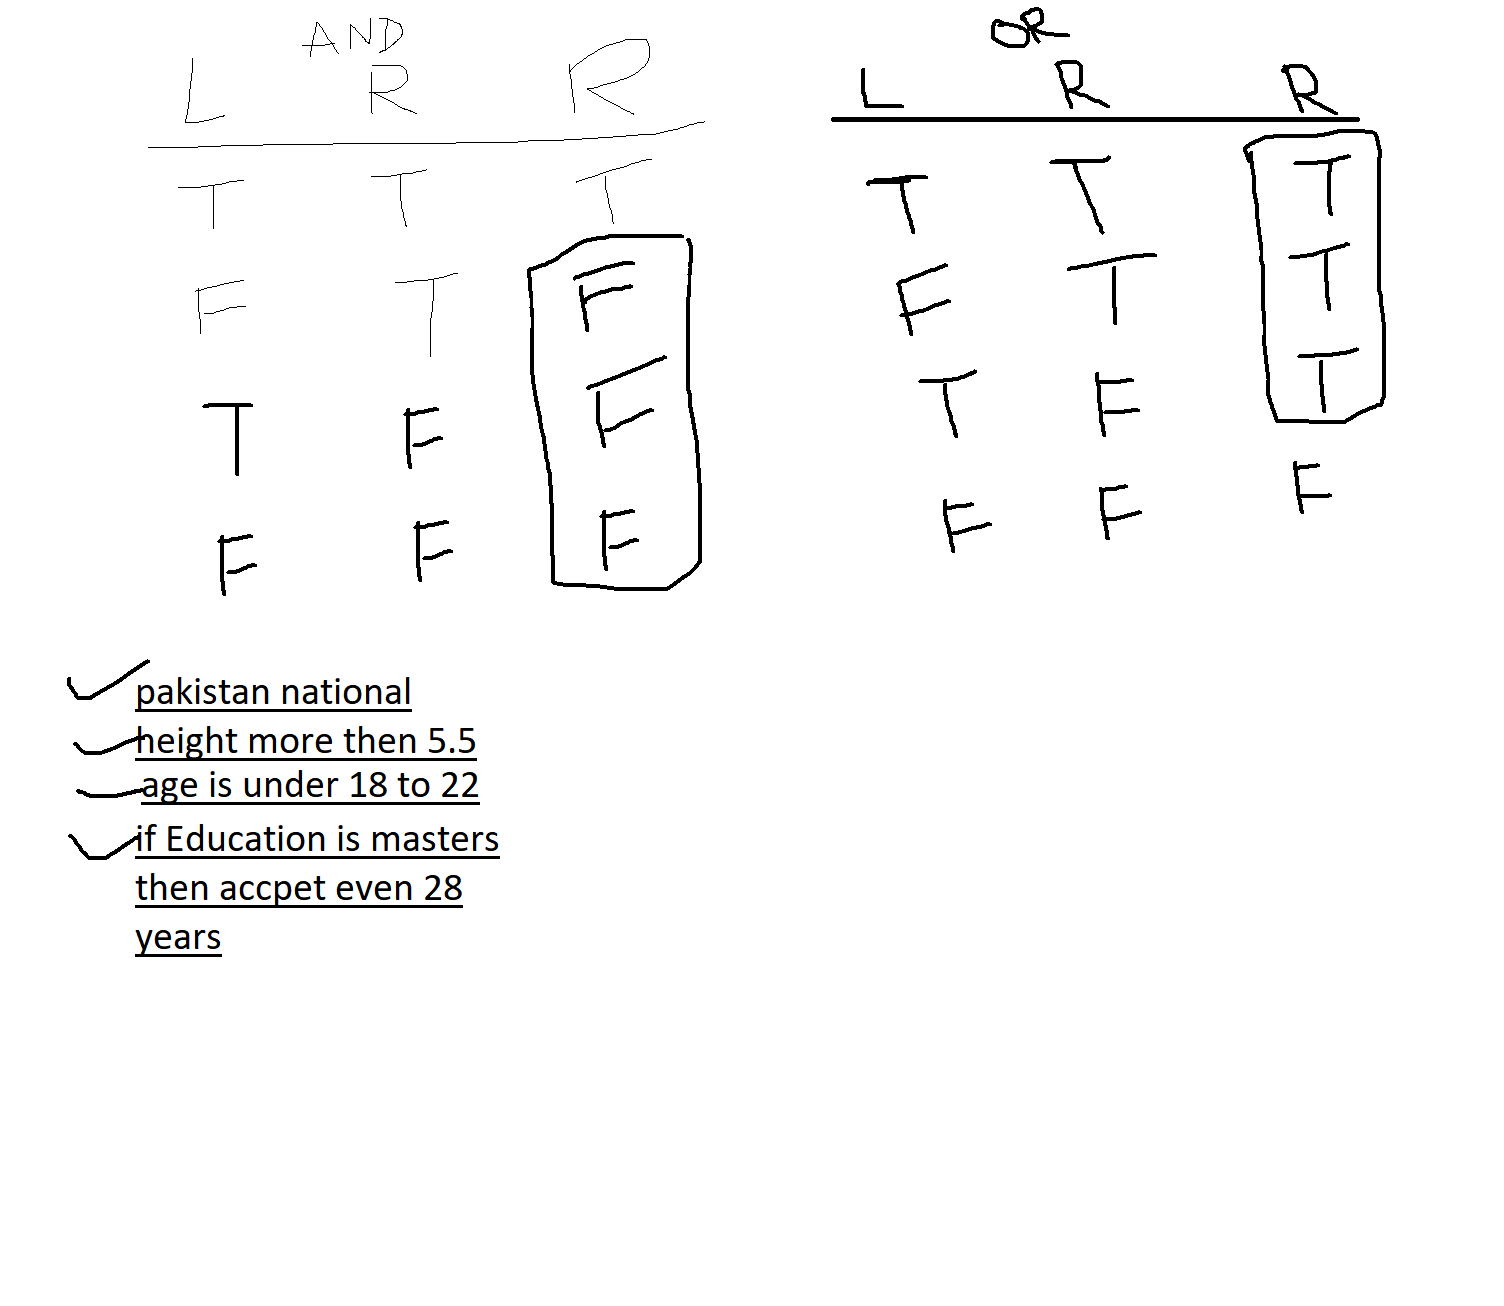 AND
L R R
T T T
F T F
T F F
F F F
OR
L R R
T T T
F T T
T F T
F F F
pakistan national
height more then 5.5
age is under 18 to 22
if Education is masters
then accpet even 28
years